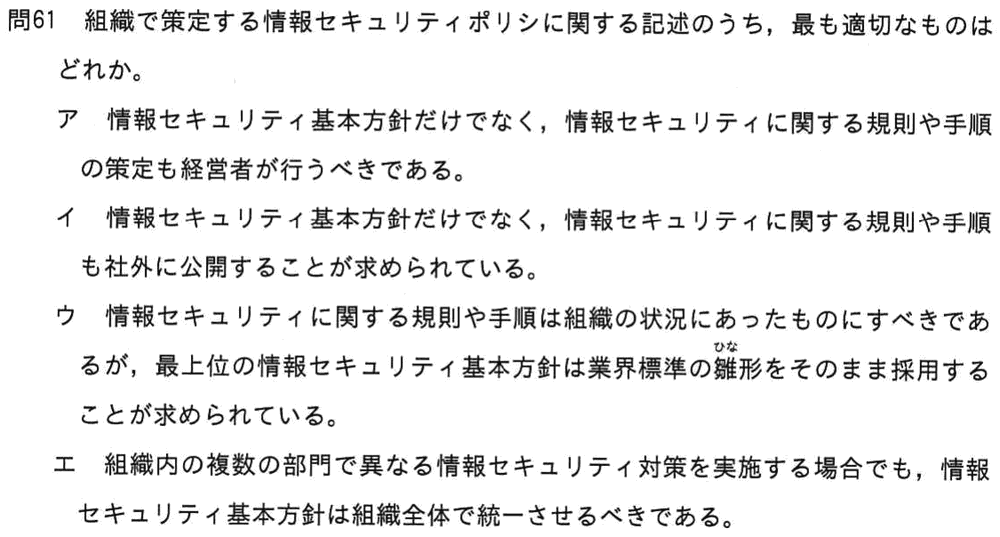 問61 組織で策定する情報セキュリティポリシに関する記述のうち，最も適切なものは
どれか。
ア 情報セキュリティ基本方針だけでなく，情報セキュリティに関する規則や手順
の策定も経営者が行うべきである。
イ 情報セキュリティ基本方針だけでなく，情報セキュリティに関する規則や手順
も社外に公開することが求められている。
ウ 情報セキュリティに関する規則や手順は組織の状況にあったものにすべきであ
ひな
るが，最上位の情報セキュリティ基本方針は業界標準の雛形をそのまま採用する
ことが求められている。
エ 組織内の複数の部門で異なる情報セキュリティ対策を実施する場合でも，情報
セキュリティ基本方針は組織全体で統一させるべきである。